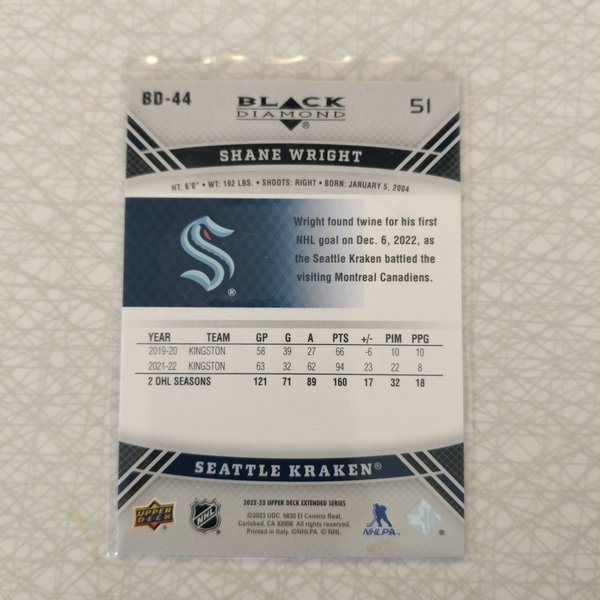 BD-44
BLACK
DIAMOND
®
51
SHANE WRIGHT
HT: 6'0" • WT: 192 LBS. • SHOOTS: RIGHT • BORN: JANUARY 5, 2004
Wright found twine for his first
NHL goal on Dec. 6, 2022, as
the Seattle Kraken battled the
visiting Montreal Canadiens.
®
YEAR TEAM GP G A PTS +/- PIM PPG
2019-20 KINGSTON 58 39 27 66 -6 10 10
2021-22 KINGSTON 63 32 62 94 23 22 8
2 OHL SEASONS 121 71 89 160 17 32 18
SEATTLE KRAKEN®
2022-23 UPPER DECK EXTENDED SERIES
©2023 UDC. 5830 El Camino Real,
Carlsbad, CA 92008. All rights reserved.
Printed in Italy. ©NHLPA. © NHL.
UPPER
DECK
NHL
NHLPA